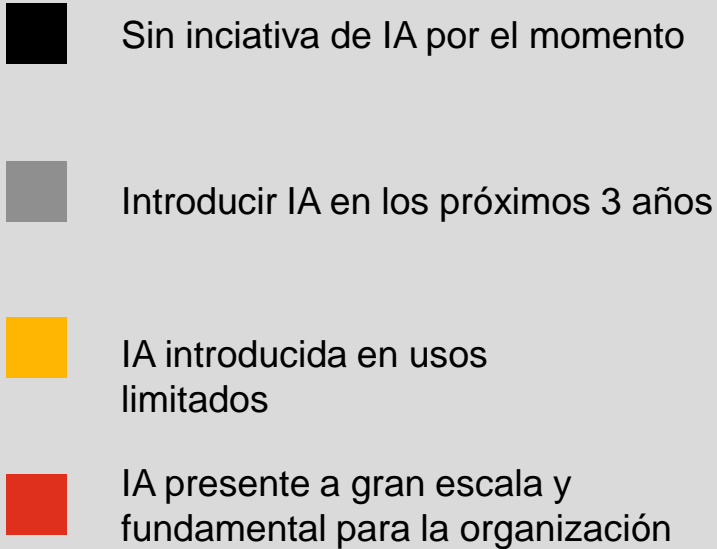 Sin inciativa de IA por el momento
Introducir IA en los próximos 3 años
IA introducida en usos
limitados
IA presente a gran escala y
fundamental para la organización